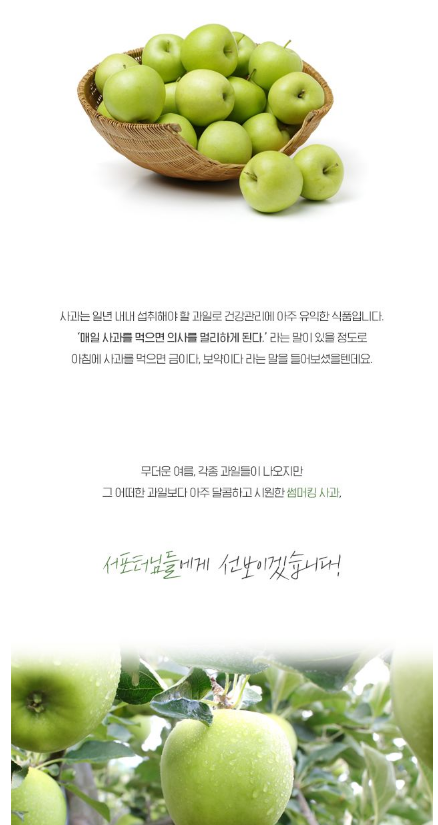 사과는 일년 내내 섭취해야 할 과일로 건강관리에 아주 유익한 식품입니다.
'매일 사과를 먹으면 의사를 멀리하게 된다.' 라는 말이 있을 정도로
아침에 사과를 먹으면 금이다, 보약이다 라는 말을 들어보셨을텐데요.
무더운 여름, 각종 과일들이 나오지만
그 어떠한 과일보다 아주 달콤하고 시원한 썸머킹 사과,
서포터님들에게 선보이겠습니다!